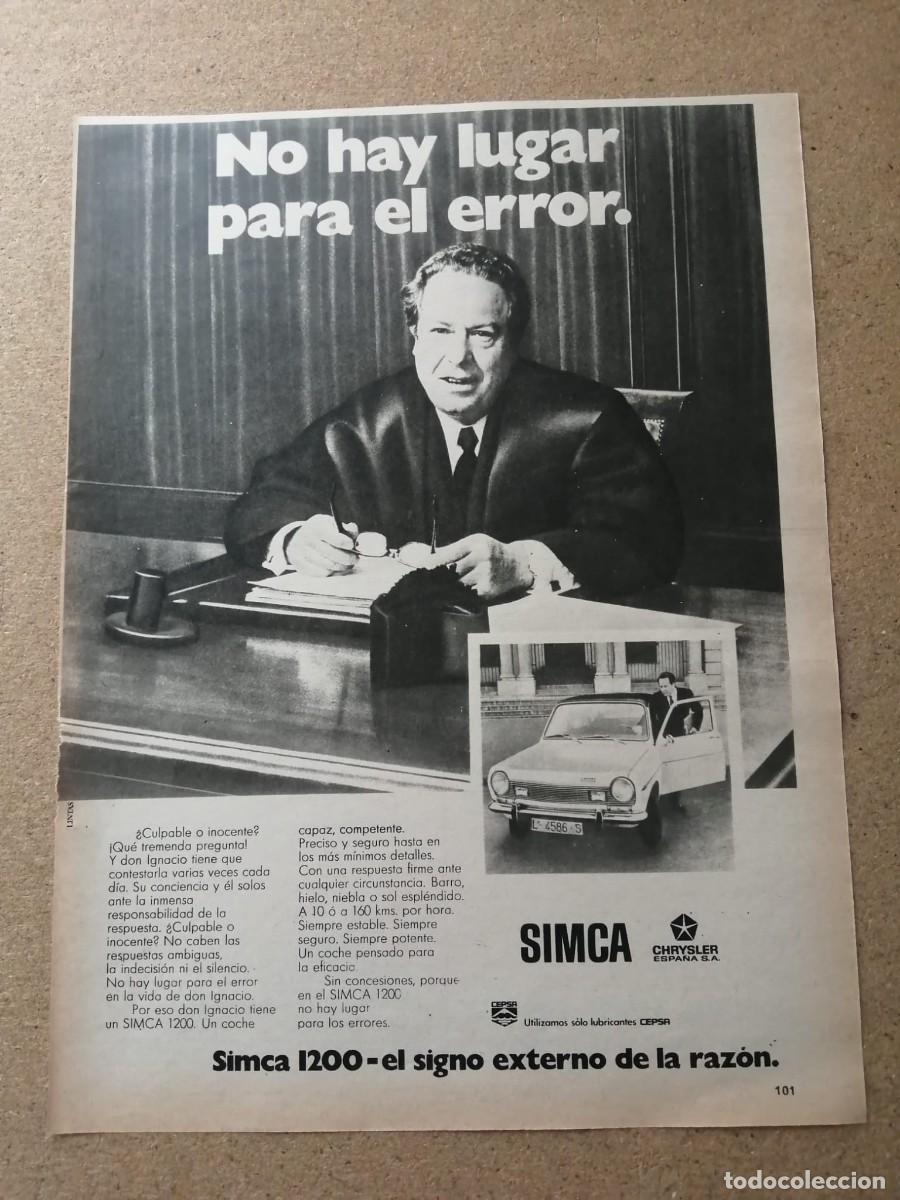 No hay lugar
para el error.
LINTAS
¿Culpable o inocente?
¡Qué tremenda pregunta!
Y don Ignacio tiene que
contestarla varias veces cada
día. Su conciencia y él solos
ante la inmensa
responsabilidad de la
respuesta. ¿Culpable o
inocente? No caben las
respuestas ambiguas,
la indecisión ni el silencio.
No hay lugar para el error
en la vida de don Ignacio.
Por eso don Ignacio tiene
un SIMCA 1200. Un coche
capaz, competente.
Preciso y seguro hasta en
los más mínimos detalles.
Con una respuesta firme ante
cualquier circunstancia. Barro,
hielo, niebla o sol espléndido.
A 10 ó a 160 kms. por hora.
Siempre estable. Siempre
seguro. Siempre potente.
Un coche pensado para
la eficacia.
Sin concesiones, porque
en el SIMCA 1200
no hay lugar
para los errores.
L-4586-S
SIMCA
CHRYSLER
ESPAÑA S.A.
CEPSA
Utilizamos sólo lubricantes CEPSA
Simca 1200-el signo externo de la razón.
101
todocoleccion